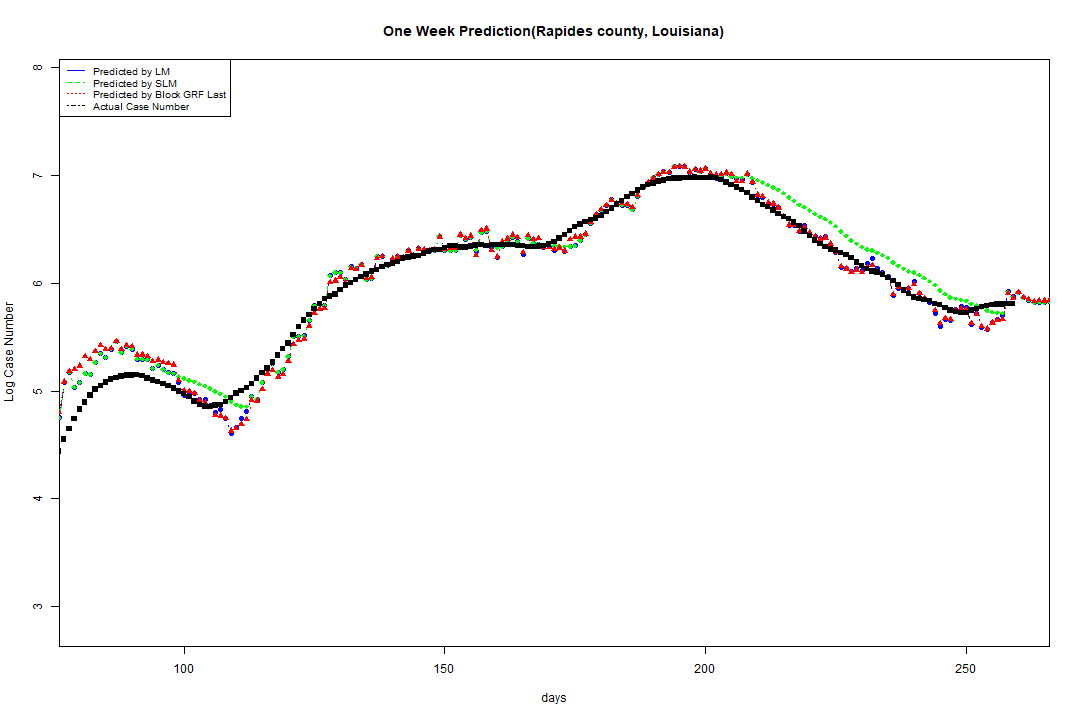 One Week Prediction(Rapides county, Louisiana)
Predicted by LM
Predicted by SLM
Predicted by Block GRF Last
Actual Case Number
8
7
6
5
4
3
Log Case Number
100 150 200 250
days